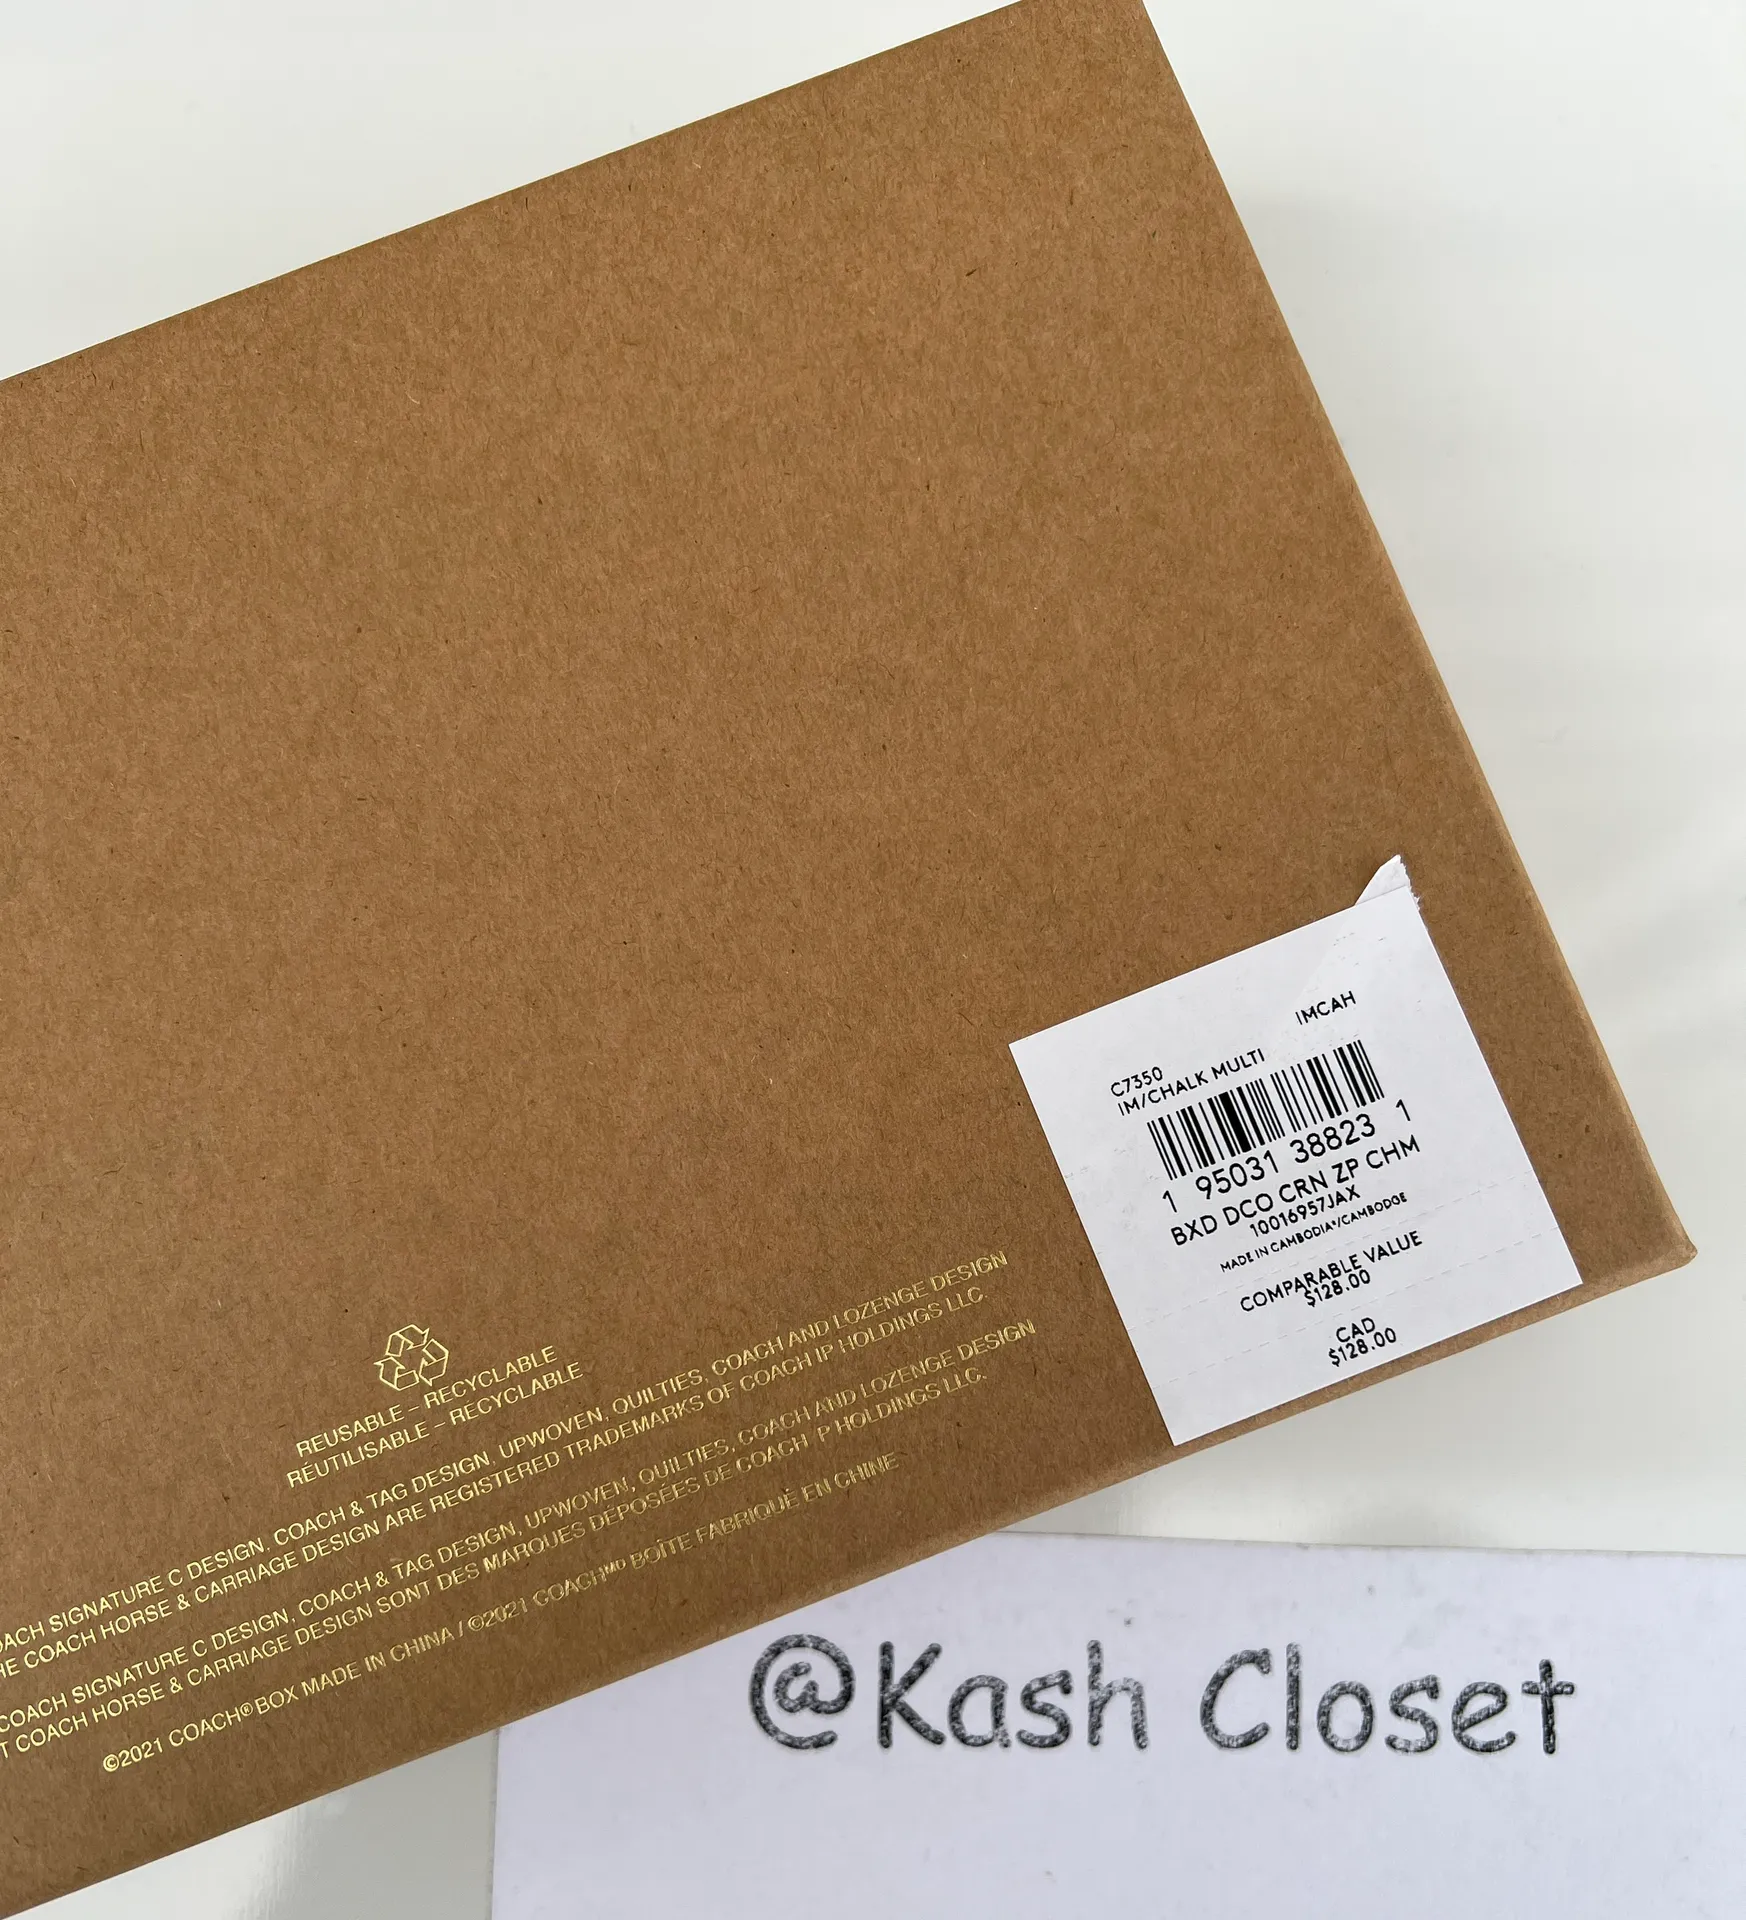 IMCAH
C7350
IM/CHALK MULTI
1 95031 38823 1
BXD DCO CRN ZP CHM
10016957JAX
MADE IN CAMBODIA*/CAMBODGE
COMPARABLE VALUE
$128.00
CAD
$128.00
REUSABLE – RECYCLABLE
RÉUTILISABLE – RECYCLABLE
SIGNATURE C DESIGN, COACH & TAG DESIGN, UPWOVEN, QUILTIES, COACH AND LOZENGE DESIGN
COACH HORSE & CARRIAGE DESIGN ARE REGISTERED TRADEMARKS OF COACH IP HOLDINGS LLC.
COACH SIGNATURE C DESIGN, COACH & TAG DESIGN, UPWOVEN, QUILTIES, COACH AND LOZENGE DESIGN
T COACH HORSE & CARRIAGE DESIGN SONT DES MARQUES DÉPOSÉES DE COACH P HOLDINGS LLC.
©2021 COACH® BOX MADE IN CHINA / ©2021 COACHᴹᴰ BOÎTE FABRIQUÉ EN CHINE
@Kash Closet